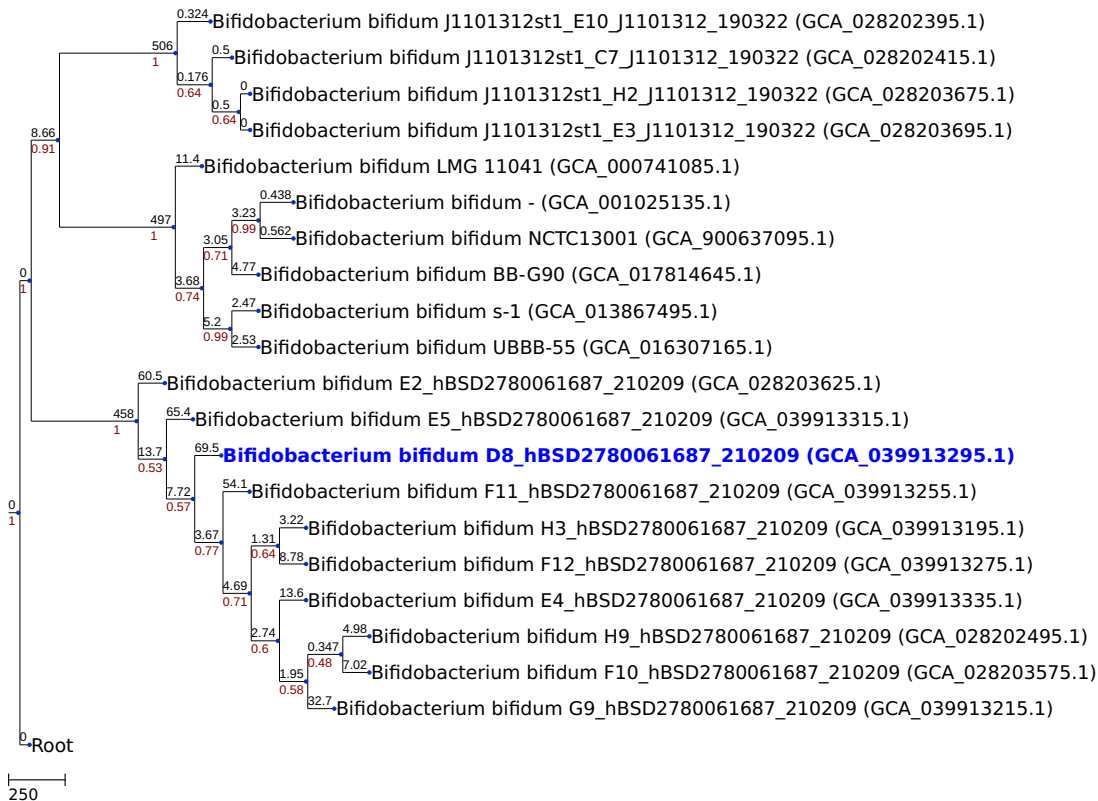 0.324 Bifidobacterium bifidum J1101312st1_E10_J1101312_190322 (GCA_028202395.1)
506
1
0.5 Bifidobacterium bifidum J1101312st1_C7_J1101312_190322 (GCA_028202415.1)
0.176
0.64
0 Bifidobacterium bifidum J1101312st1_H2_J1101312_190322 (GCA_028203675.1)
0.5
0.64
0 Bifidobacterium bifidum J1101312st1_E3_J1101312_190322 (GCA_028203695.1)
8.66
0.91
11.4 Bifidobacterium bifidum LMG 11041 (GCA_000741085.1)
0.438 Bifidobacterium bifidum - (GCA_001025135.1)
3.23
0.99
497
1
0.562 Bifidobacterium bifidum NCTC13001 (GCA_900637095.1)
3.05
0.71
4.77 Bifidobacterium bifidum BB-G90 (GCA_017814645.1)
0
1
3.68
0.74
2.47 Bifidobacterium bifidum s-1 (GCA_013867495.1)
5.2
0.99
2.53 Bifidobacterium bifidum UBBB-55 (GCA_016307165.1)
60.5 Bifidobacterium bifidum E2_hBSD2780061687_210209 (GCA_028203625.1)
458
1
65.4 Bifidobacterium bifidum E5_hBSD2780061687_210209 (GCA_039913315.1)
13.7
0.53
69.5 Bifidobacterium bifidum D8_hBSD2780061687_210209 (GCA_039913295.1)
7.72
0.57
54.1 Bifidobacterium bifidum F11_hBSD2780061687_210209 (GCA_039913255.1)
0
1
3.22 Bifidobacterium bifidum H3_hBSD2780061687_210209 (GCA_039913195.1)
3.67
0.77
1.31
0.64
8.78 Bifidobacterium bifidum F12_hBSD2780061687_210209 (GCA_039913275.1)
4.69
0.71
13.6 Bifidobacterium bifidum E4_hBSD2780061687_210209 (GCA_039913335.1)
2.74
0.6
4.98 Bifidobacterium bifidum H9_hBSD2780061687_210209 (GCA_028202495.1)
0.347
0.48
7.02 Bifidobacterium bifidum F10_hBSD2780061687_210209 (GCA_028203575.1)
1.95
0.58
32.7 Bifidobacterium bifidum G9_hBSD2780061687_210209 (GCA_039913215.1)
0 Root
250